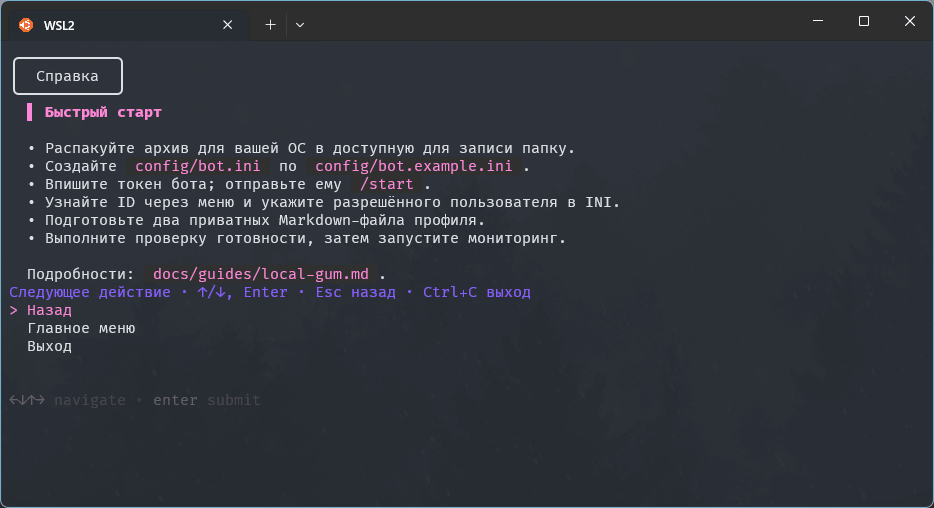 WSL2
Справка
Быстрый старт
• Распакуйте архив для вашей ОС в доступную для записи папку.
• Создайте config/bot.ini по config/bot.example.ini .
• Впишите токен бота; отправьте ему /start .
• Узнайте ID через меню и укажите разрешённого пользователя в INI.
• Подготовьте два приватных Markdown-файла профиля.
• Выполните проверку готовности, затем запустите мониторинг.
Подробности: docs/guides/local-gum.md .
Следующее действие · ↑/↓, Enter · Esc назад · Ctrl+C выход
> Назад
Главное меню
Выход
←↓↑→ navigate • enter submit